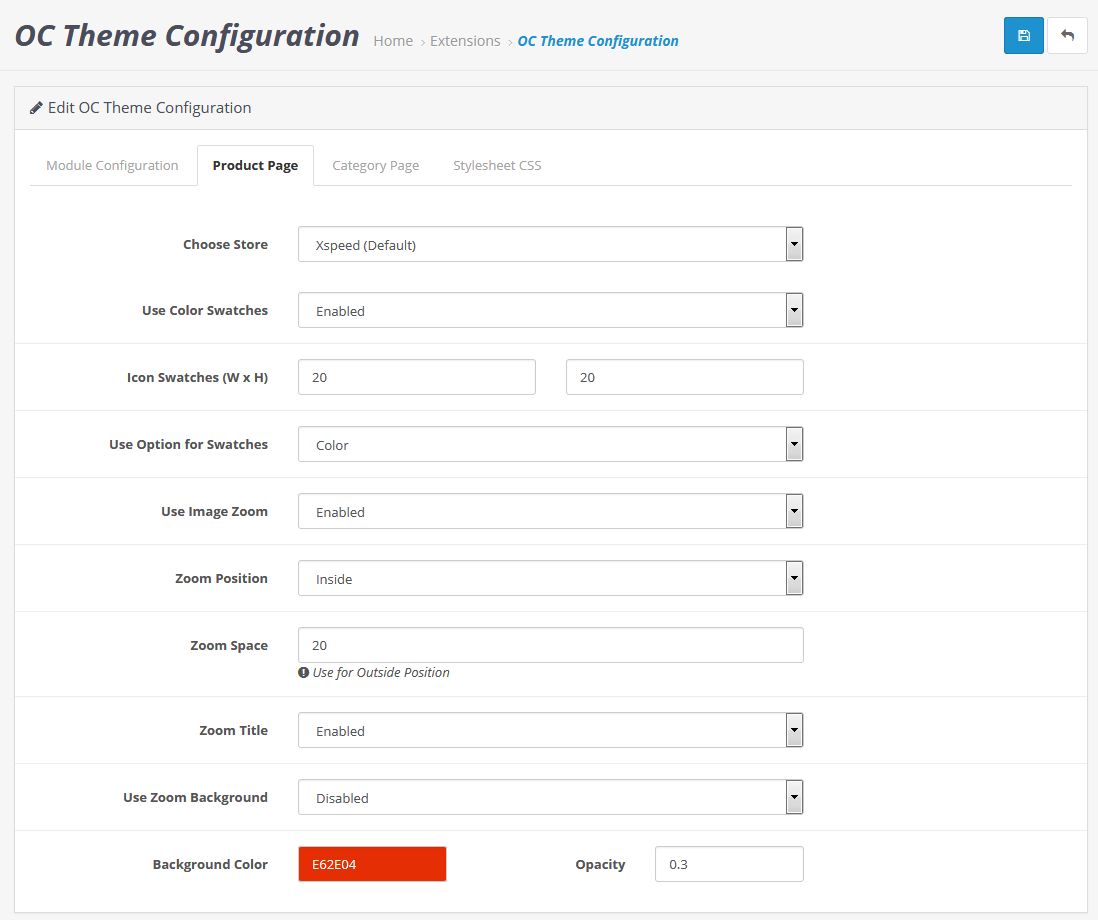 OC Theme Configuration Home › Extensions › OC Theme Configuration
Edit OC Theme Configuration
Module Configuration Product Page Category Page Stylesheet CSS
Choose Store Xspeed (Default)
Use Color Swatches Enabled
Icon Swatches (W x H) 20 20
Use Option for Swatches Color
Use Image Zoom Enabled
Zoom Position Inside
Zoom Space 20
Use for Outside Position
Zoom Title Enabled
Use Zoom Background Disabled
Background Color E62E04 Opacity 0.3